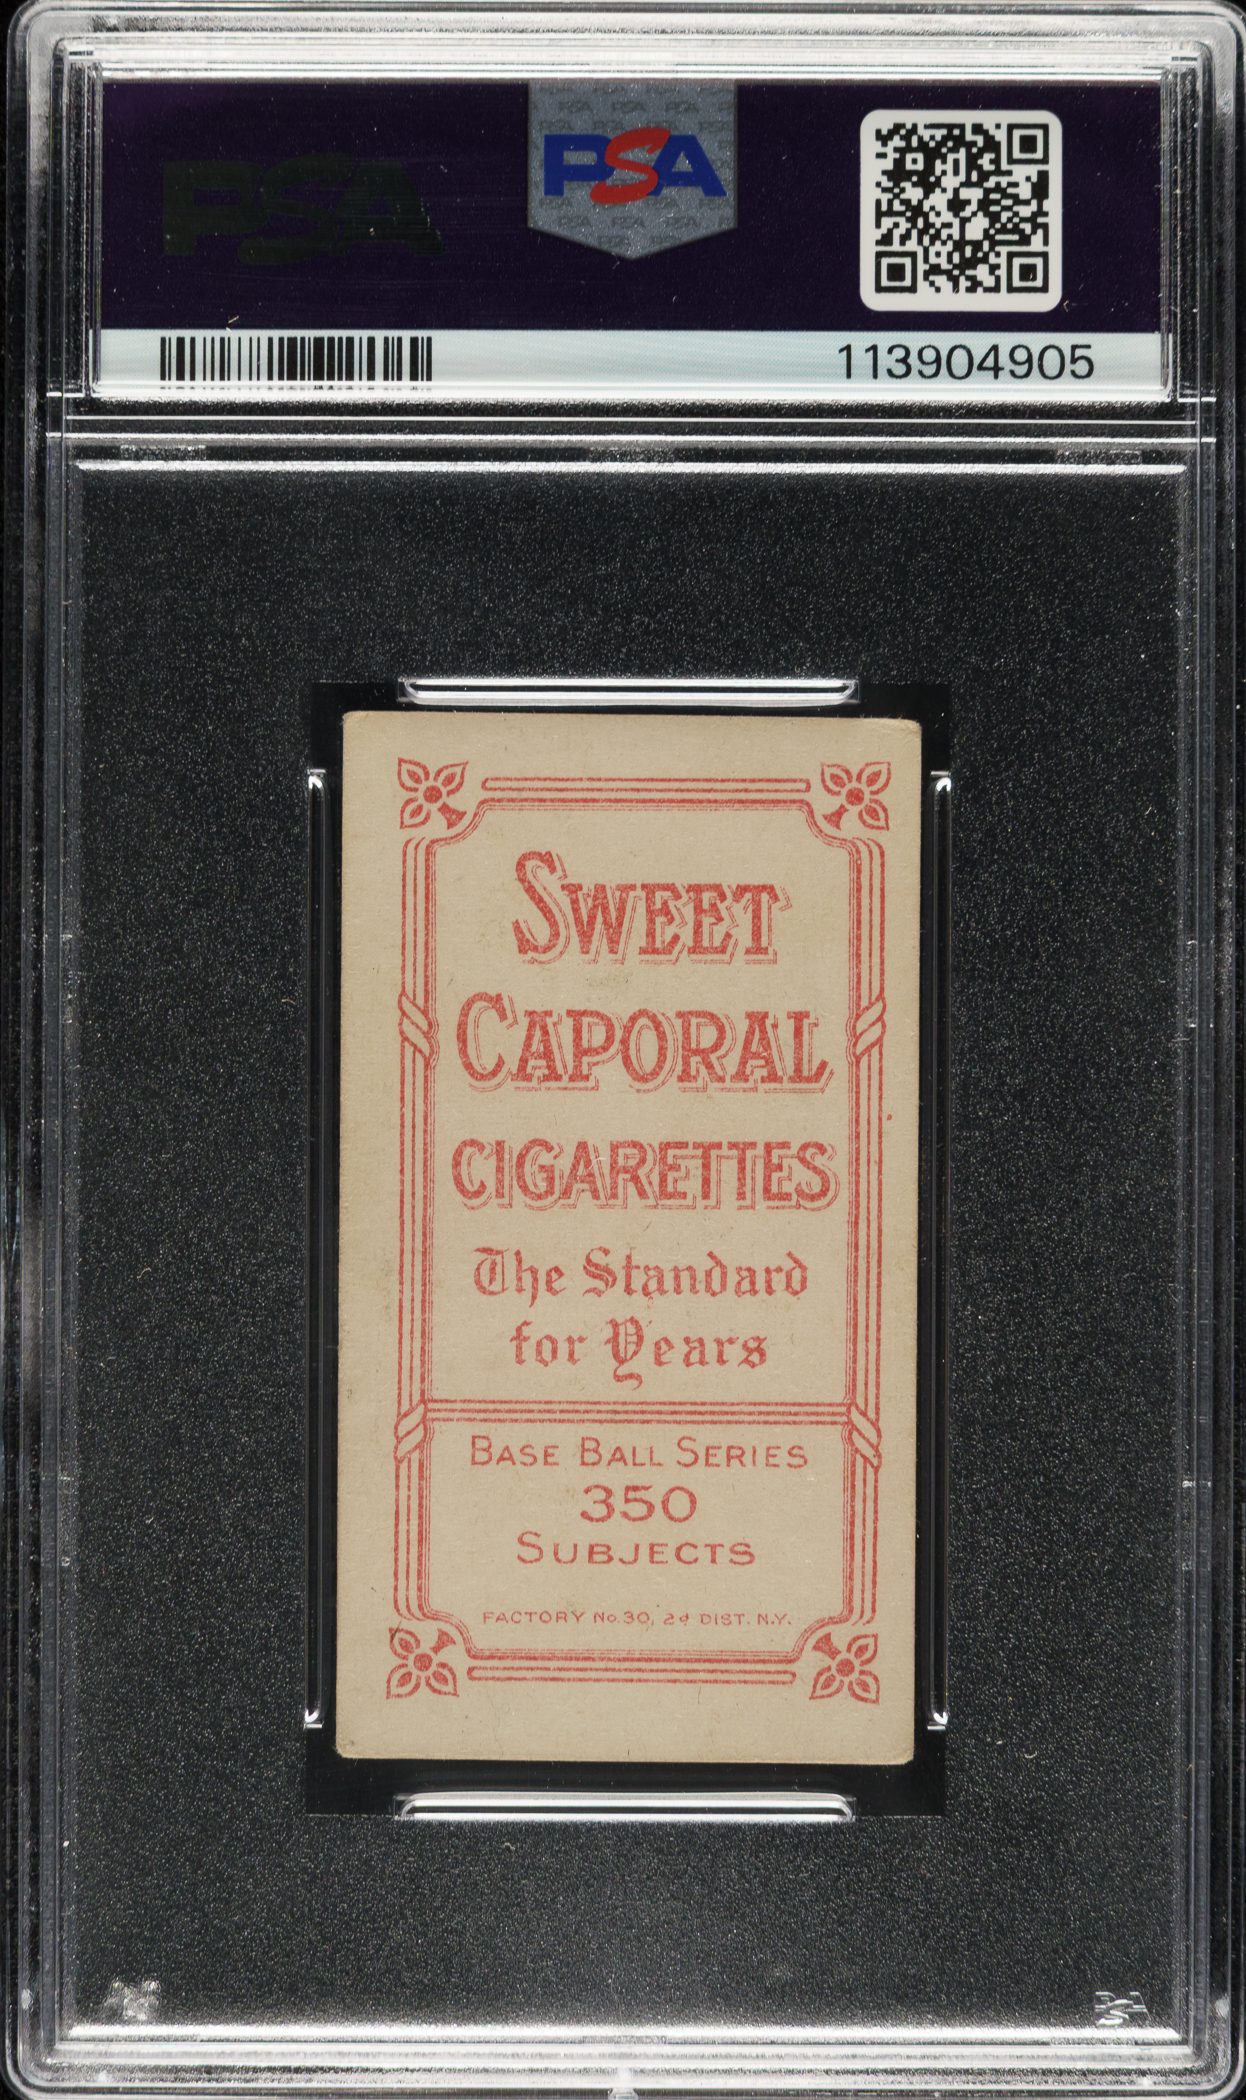 PSA
PSA
113904905
SWEET
CAPORAL
CIGARETTES
The Standard
for Years
BASE BALL SERIES
350
SUBJECTS
FACTORY No. 30, 2d DIST. N.Y.
PSA